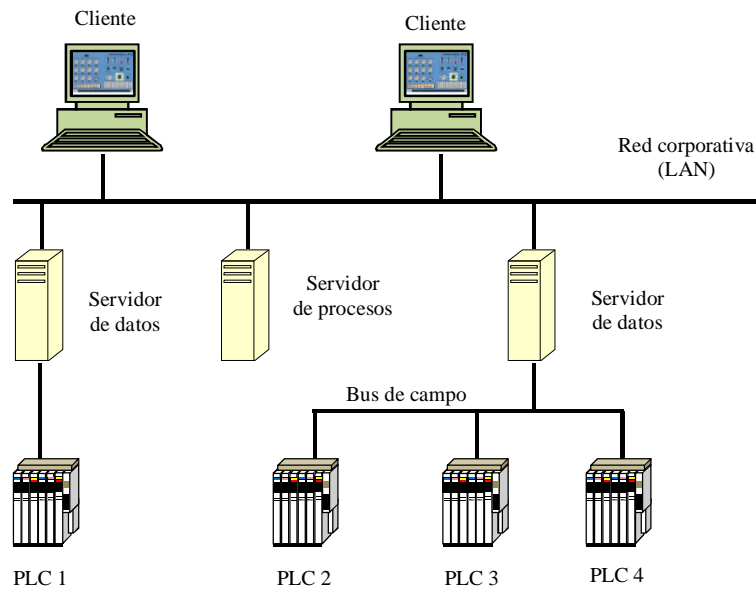 Cliente
Cliente
Red corporativa
(LAN)
Servidor
de datos
Servidor
de procesos
Servidor
de datos
Bus de campo
PLC 1
PLC 2
PLC 3
PLC 4